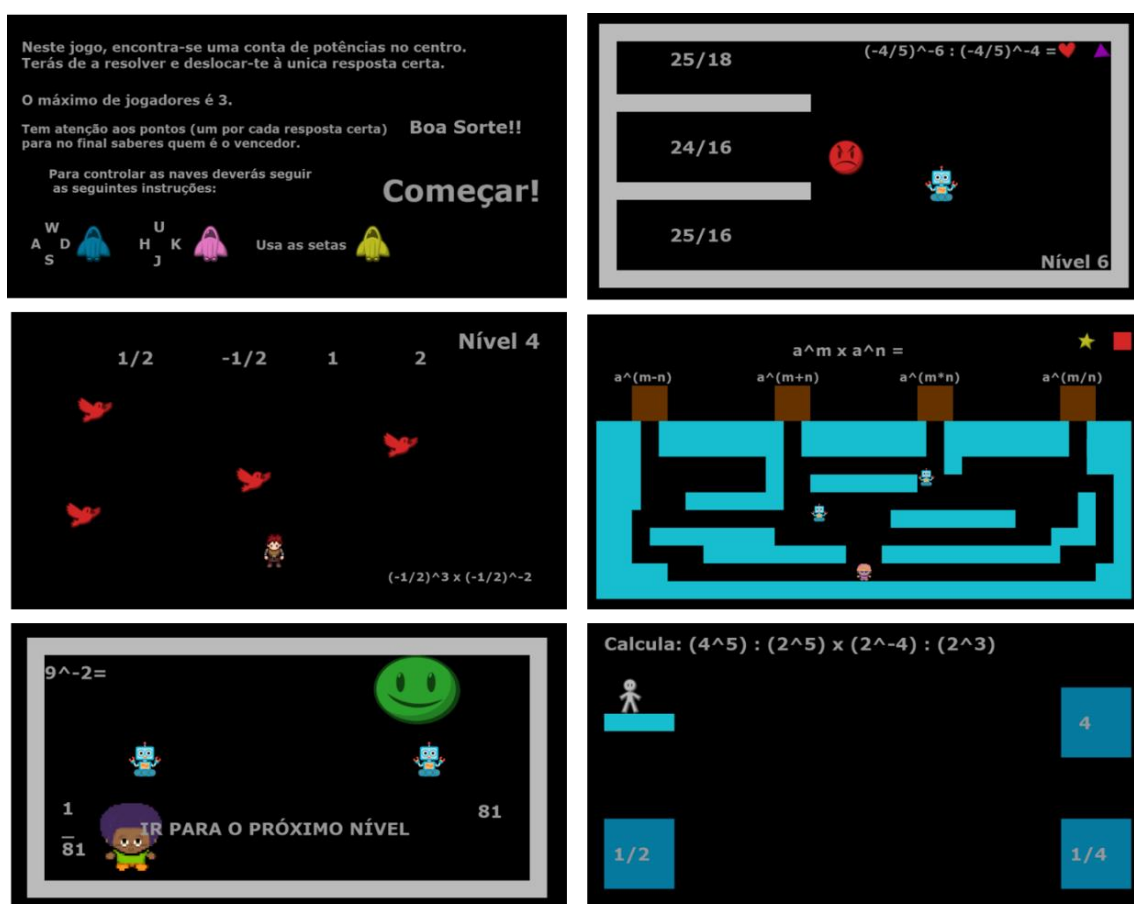 Neste jogo, encontra-se uma conta de potências no centro.
Terás de a resolver e deslocar-te à unica resposta certa.
O máximo de jogadores é 3.
Tem atenção aos pontos (um por cada resposta certa)
para no final saberes quem é o vencedor.
Boa Sorte!!
Para controlar as naves deverás seguir
as seguintes instruções:
Começar!
W
A D
S
U
H K
J
Usa as setas
(-4/5)^-6 : (-4/5)^-4 =
25/18
24/16
25/16
Nível 6
Nível 4
1/2 -1/2 1 2
(-1/2)^3 x (-1/2)^-2
a^m x a^n =
a^(m-n) a^(m+n) a^(m*n) a^(m/n)
9^-2=
1
_
81
81
IR PARA O PRÓXIMO NÍVEL
Calcula: (4^5) : (2^5) x (2^-4) : (2^3)
4
1/2
1/4